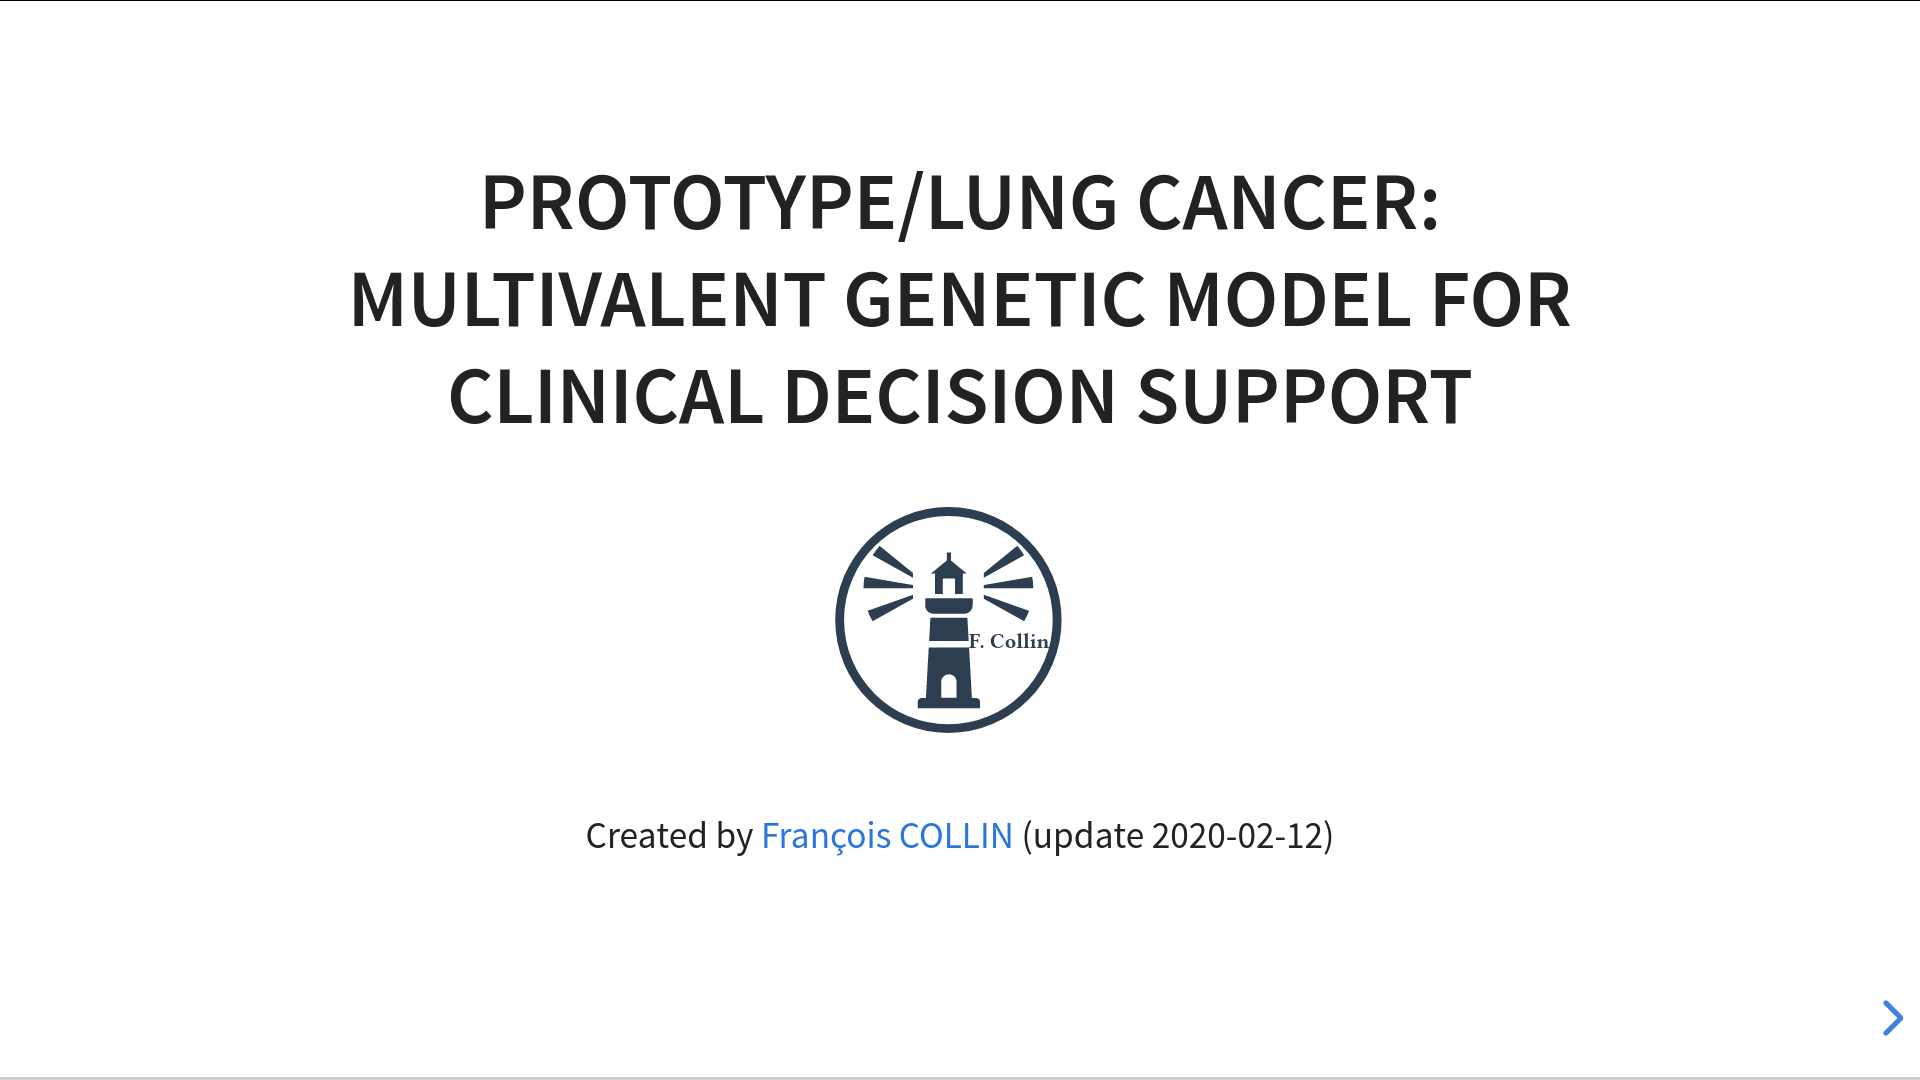 PROTOTYPE/LUNG CANCER:
MULTIVALENT GENETIC MODEL FOR
CLINICAL DECISION SUPPORT
F. Collin
Created by François COLLIN (update 2020-02-12)